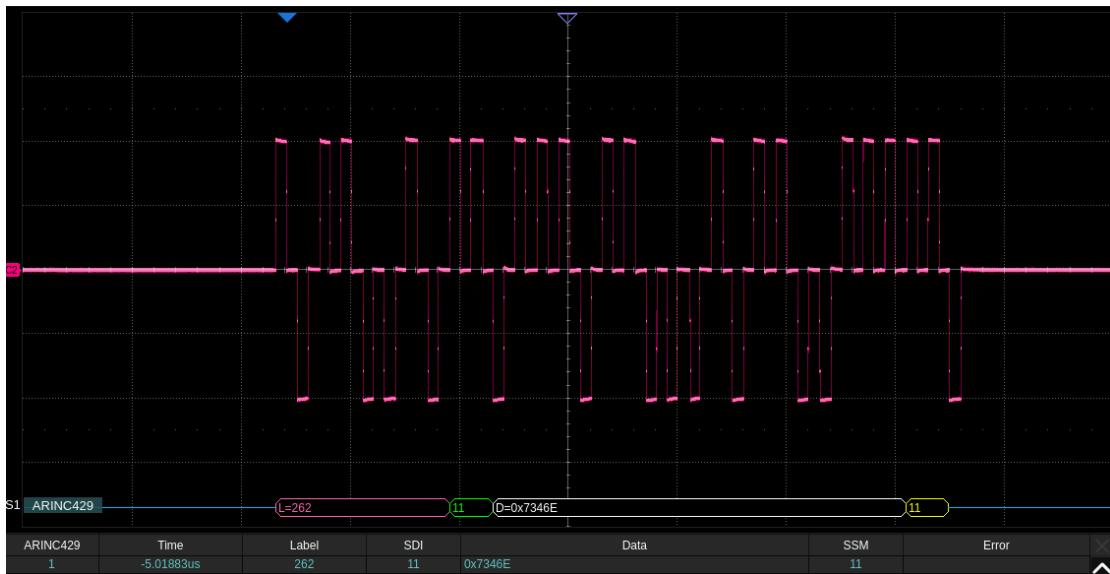 C2
S1 ARINC429 L=262 11 D=0x7346E 11
ARINC429 Time Label SDI Data SSM Error
1 -5.01883us 262 11 0x7346E 11